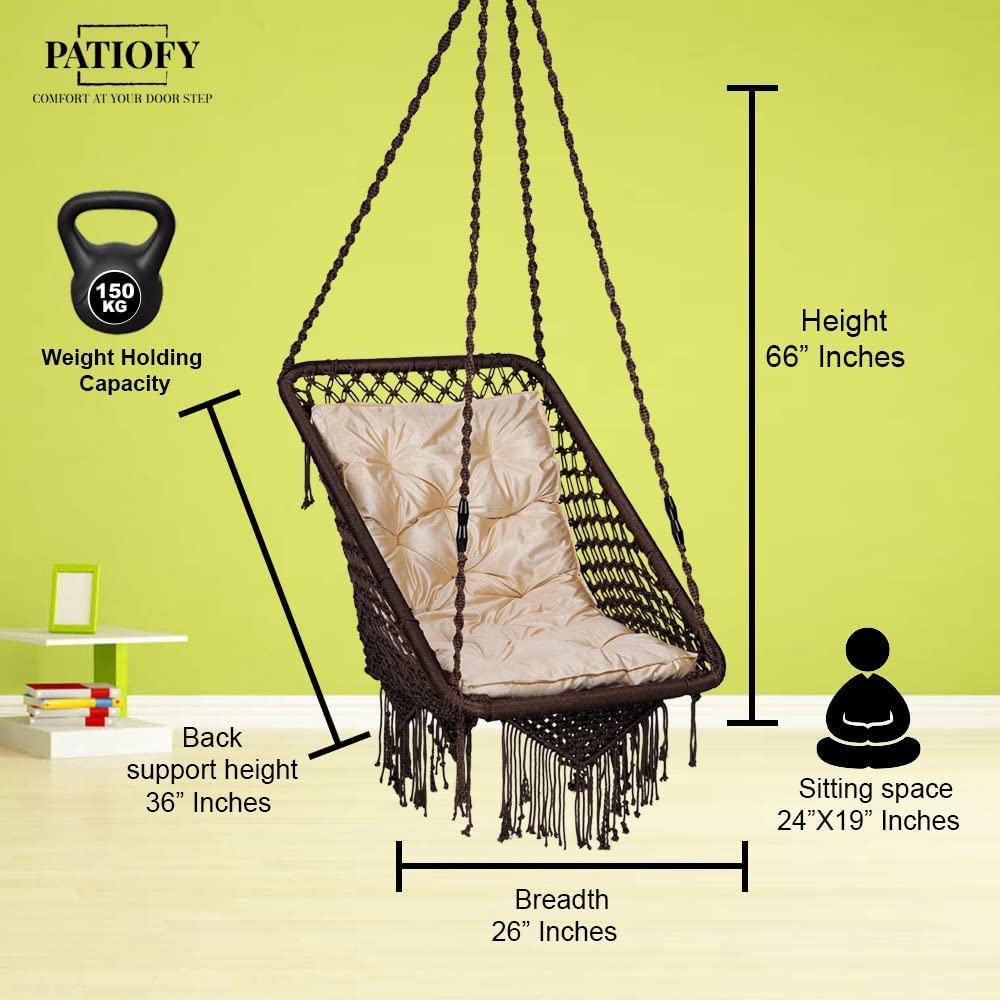 PATIOFY
COMFORT AT YOUR DOOR STEP
150
KG
Weight Holding
Capacity
Height
66” Inches
Back
support height
36” Inches
Sitting space
24”X19” Inches
Breadth
26” Inches